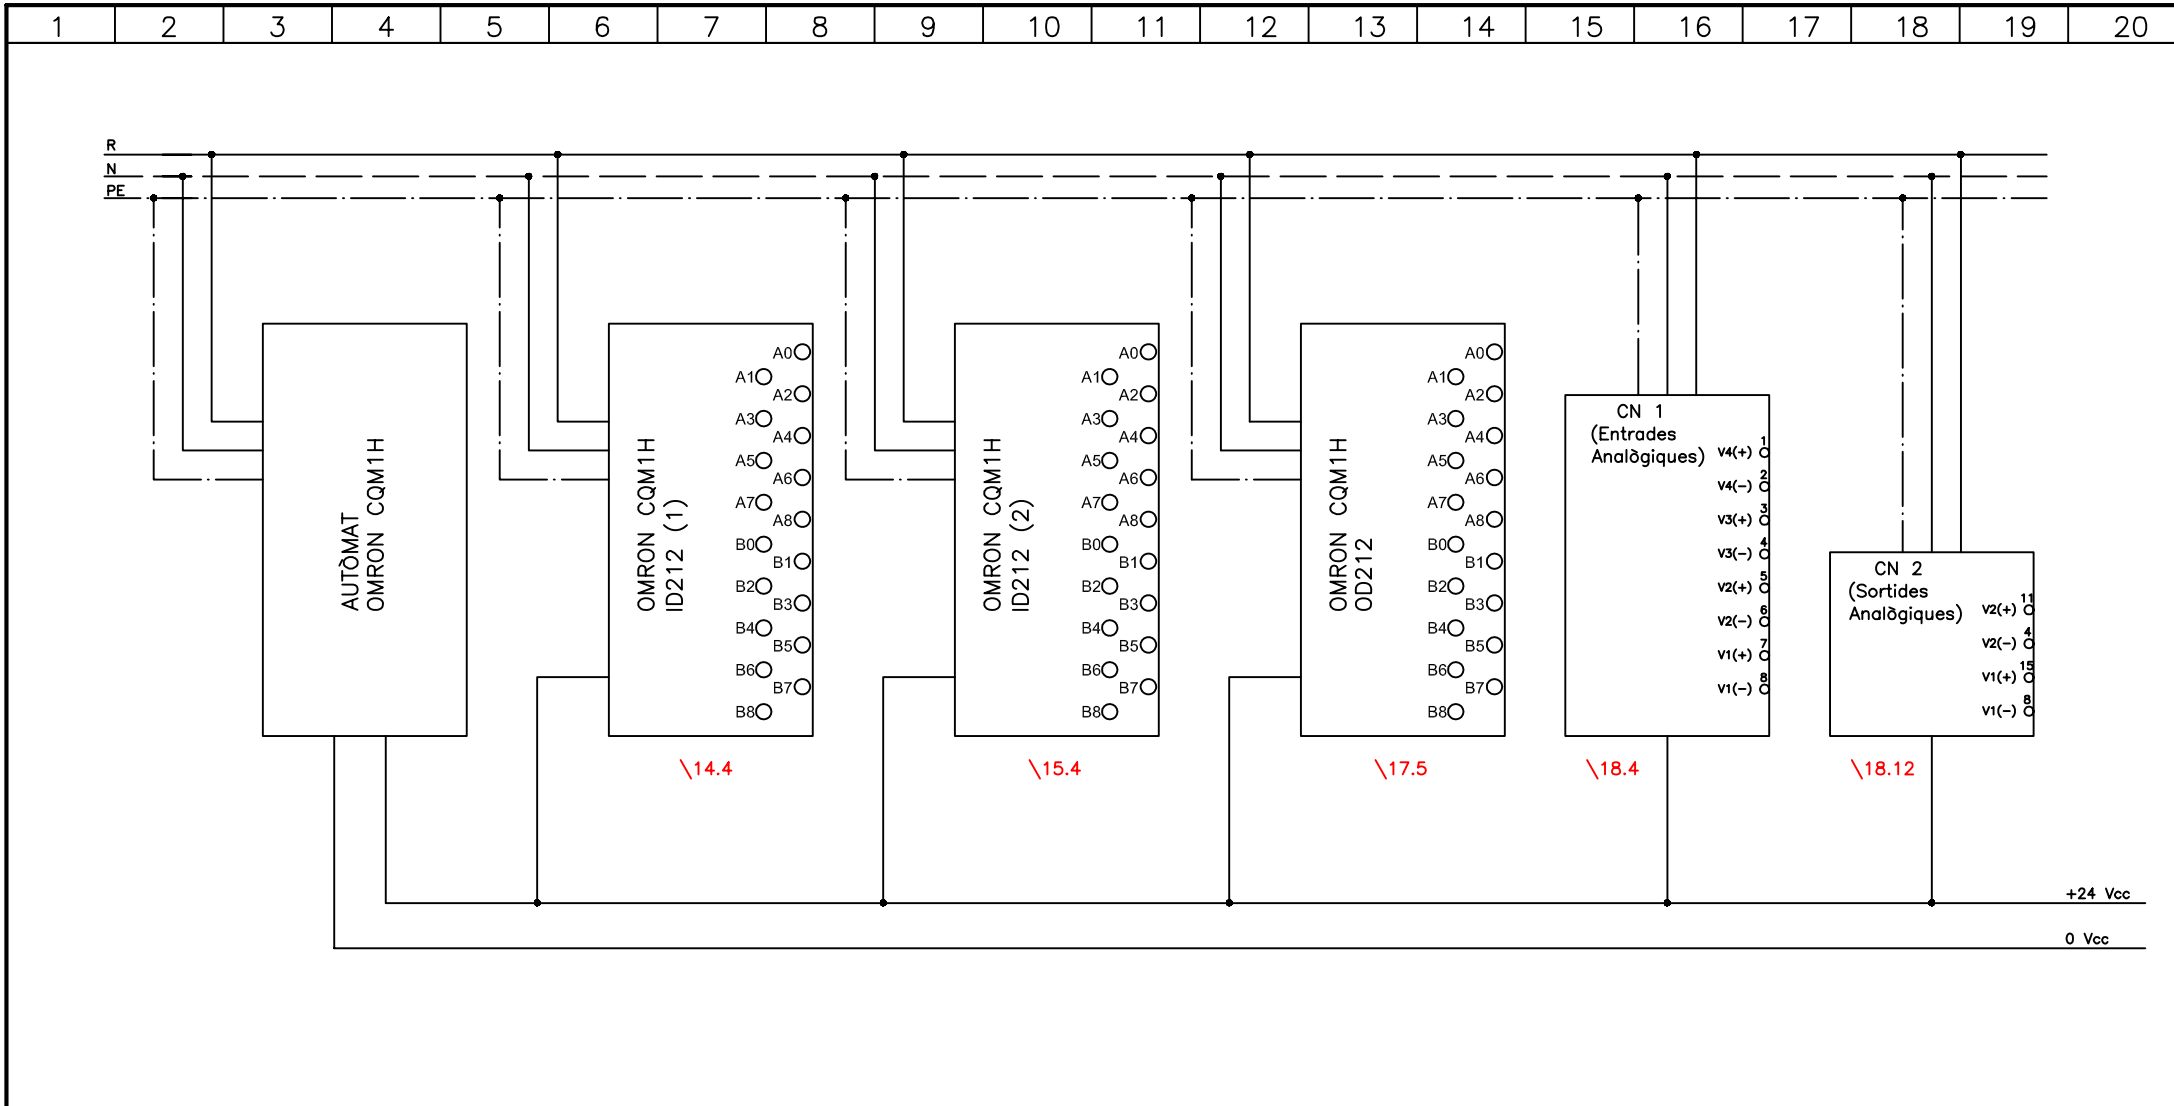 1 2 3 4 5 6 7 8 9 10 11 12 13 14 15 16 17 18 19 20
R
N
PE
AUTÒMAT
OMRON CQM1H
OMRON CQM1H
ID212 (1)
A0
A1
A2
A3
A4
A5
A6
A7
A8
B0
B1
B2
B3
B4
B5
B6
B7
B8
\14.4
OMRON CQM1H
ID212 (2)
A0
A1
A2
A3
A4
A5
A6
A7
A8
B0
B1
B2
B3
B4
B5
B6
B7
B8
\15.4
OMRON CQM1H
OD212
A0
A1
A2
A3
A4
A5
A6
A7
A8
B0
B1
B2
B3
B4
B5
B6
B7
B8
\17.5
CN 1
(Entrades
Analògiques)
V4(+) 1
V4(-) 2
V3(+) 3
V3(-) 4
V2(+) 5
V2(-) 6
V1(+) 7
V1(-) 8
\18.4
CN 2
(Sortides
Analògiques)
V2(+) 11
V2(-) 4
V1(+) 15
V1(-) 8
\18.12
+24 Vcc
0 Vcc